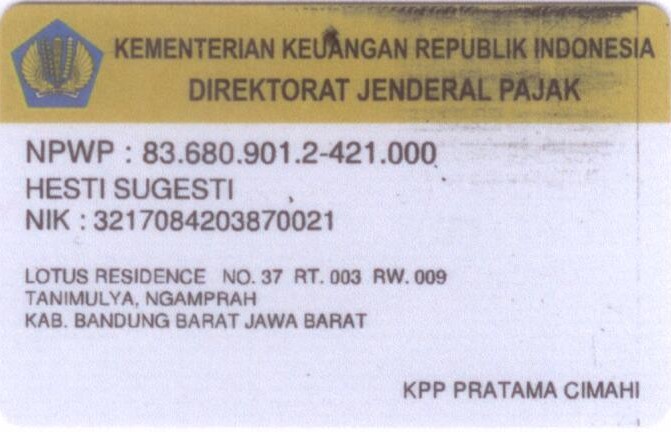 KEMENTERIAN KEUANGAN REPUBLIK INDONESIA
DIREKTORAT JENDERAL PAJAK
NPWP : 83.680.901.2-421.000
HESTI SUGESTI
NIK : 3217084203870021
LOTUS RESIDENCE NO. 37 RT. 003 RW. 009
TANIMULYA, NGAMPRAH
KAB. BANDUNG BARAT JAWA BARAT
KPP PRATAMA CIMAHI